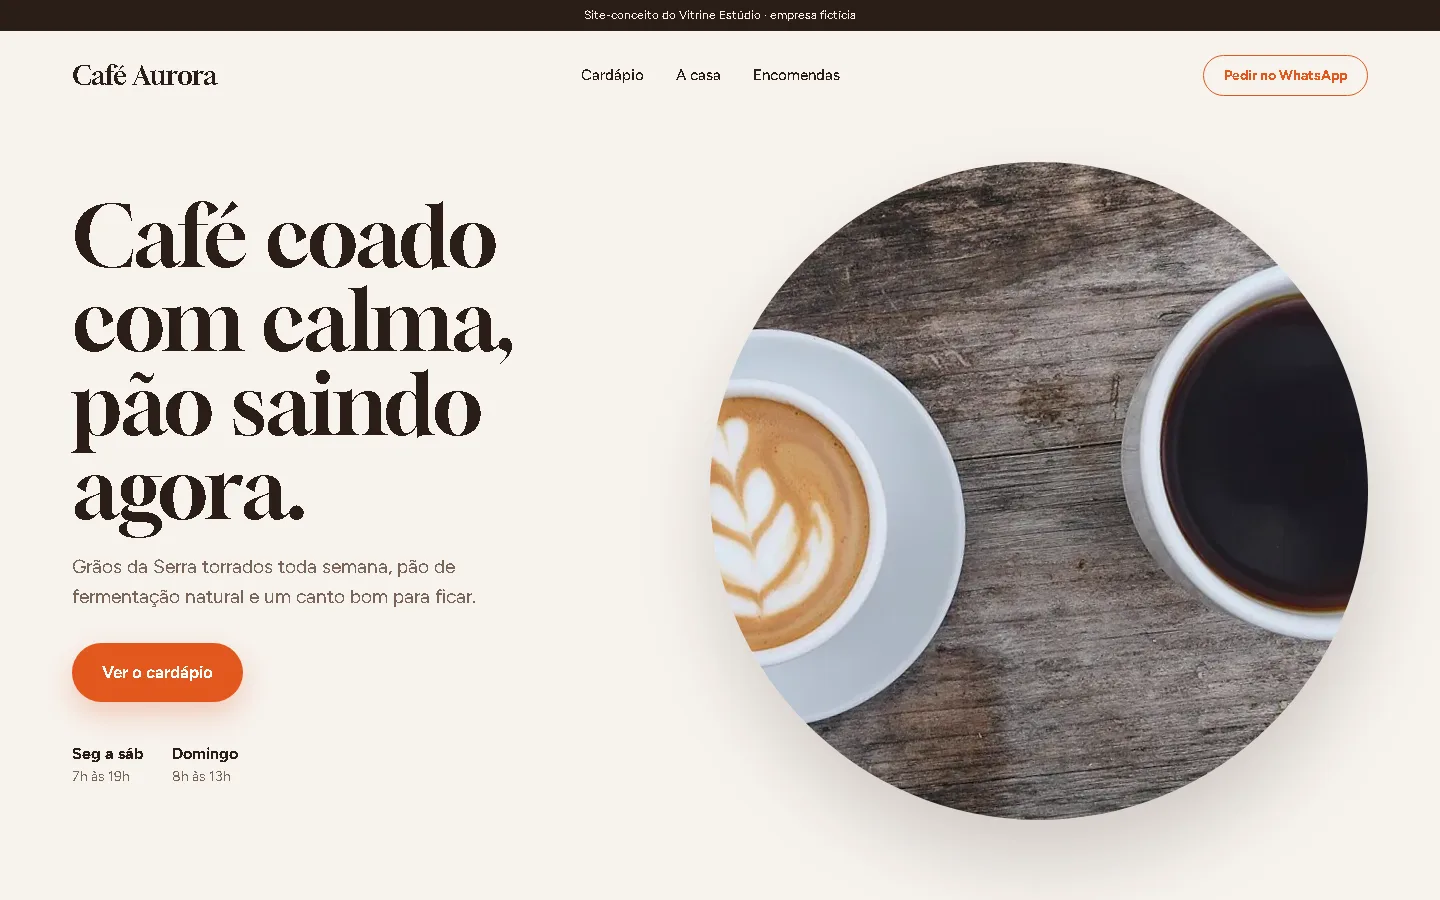 Site-conceito do Vitrine Estúdio · empresa fictícia
Café Aurora
Cardápio
A casa
Encomendas
Pedir no WhatsApp
Café coado
com calma,
pão saindo
agora.
Grãos da Serra torrados toda semana, pão de
fermentação natural e um canto bom para ficar.
Ver o cardápio
Seg a sáb
7h às 19h
Domingo
8h às 13h